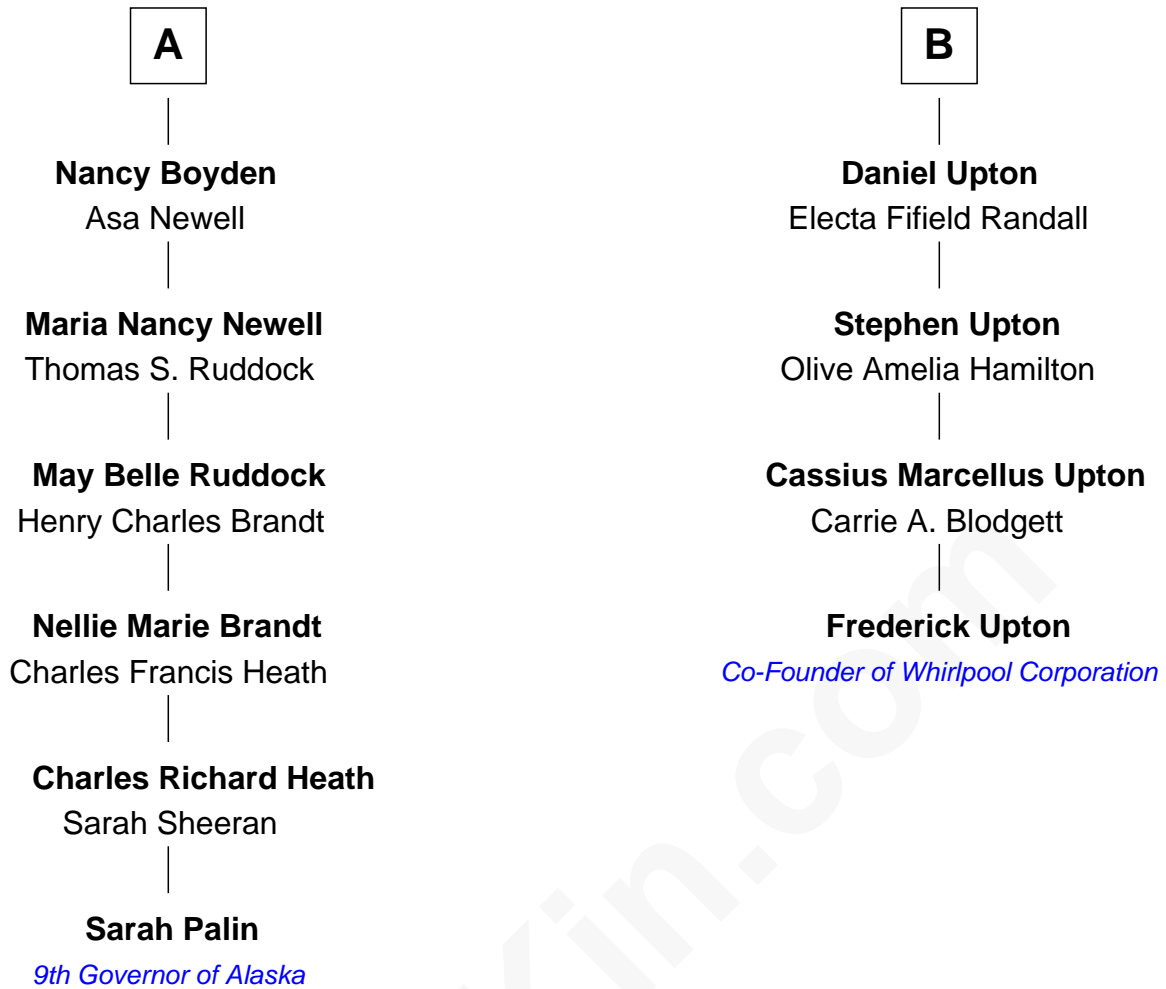 A
Nancy Boyden
Asa Newell
Maria Nancy Newell
Thomas S. Ruddock
May Belle Ruddock
Henry Charles Brandt
Nellie Marie Brandt
Charles Francis Heath
Charles Richard Heath
Sarah Sheeran
Sarah Palin
9th Governor of Alaska
B
Daniel Upton
Electa Fifield Randall
Stephen Upton
Olive Amelia Hamilton
Cassius Marcellus Upton
Carrie A. Blodgett
Frederick Upton
Co-Founder of Whirlpool Corporation
Kin.com